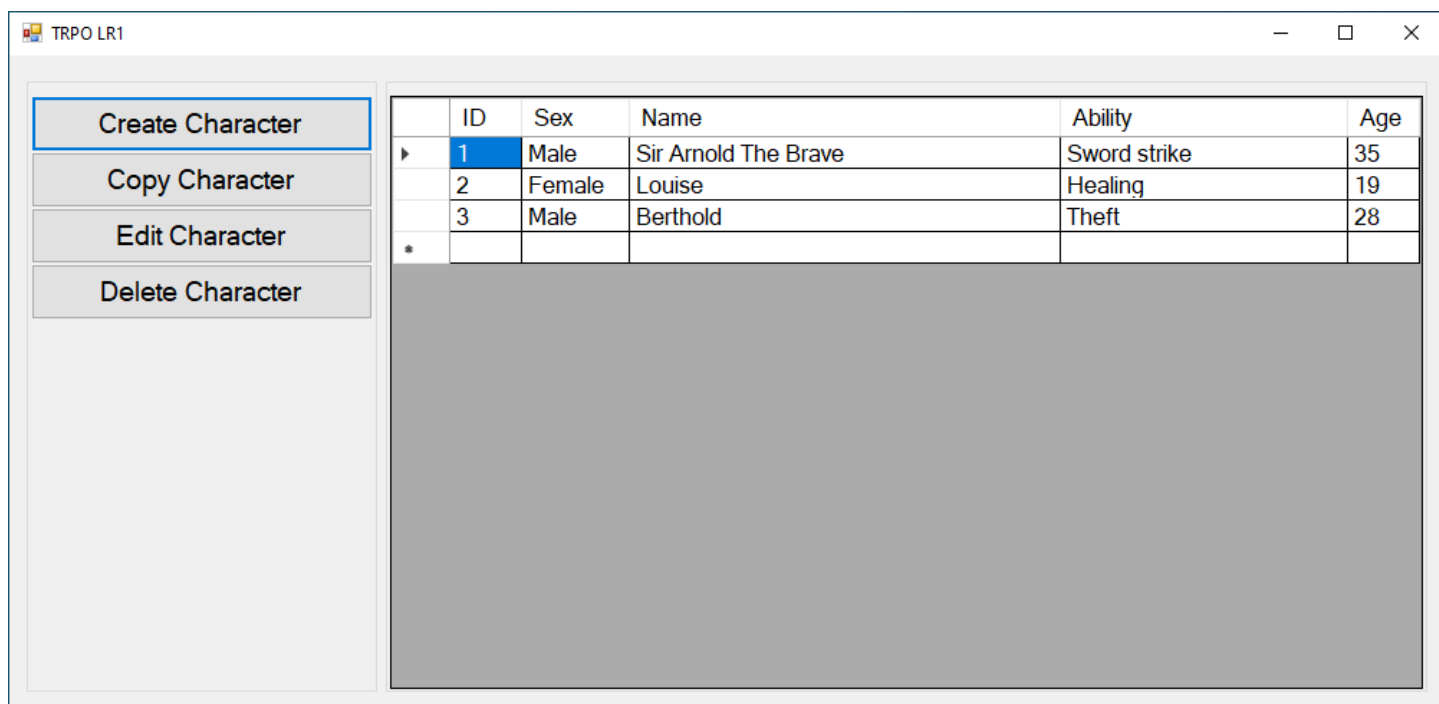 TRPO LR1
Create Character
Copy Character
Edit Character
Delete Character
ID Sex Name Ability Age
1 Male Sir Arnold The Brave Sword strike 35
2 Female Louise Healing 19
3 Male Berthold Theft 28